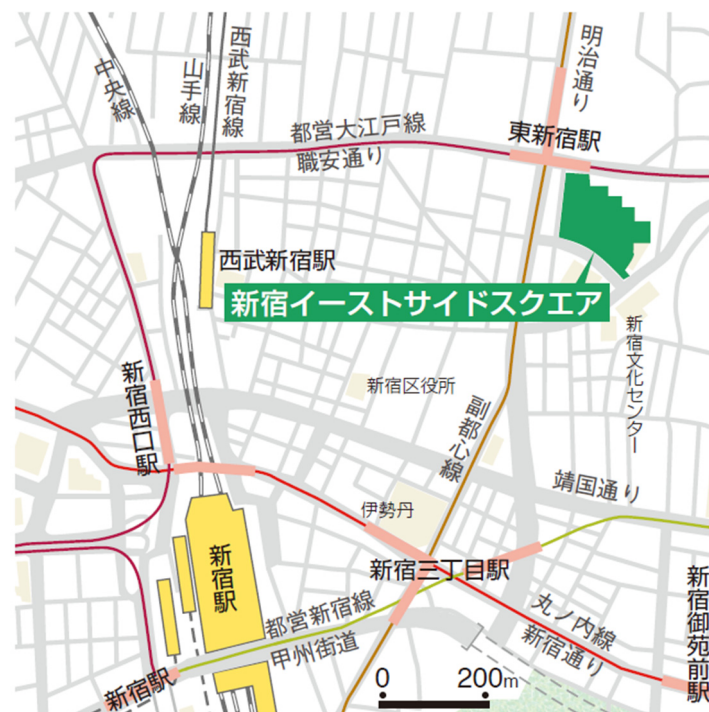 中央線
山手線
西武新宿線
明治通り
都営大江戸線
職安通り
東新宿駅
西武新宿駅
新宿イーストサイドスクエア
新宿文化センター
新宿西口駅
新宿区役所
副都心線
靖国通り
伊勢丹
新宿三丁目駅
新宿駅
都営新宿線
甲州街道
丸ノ内線
新宿通り
新宿御苑前駅
新宿駅
0 200m